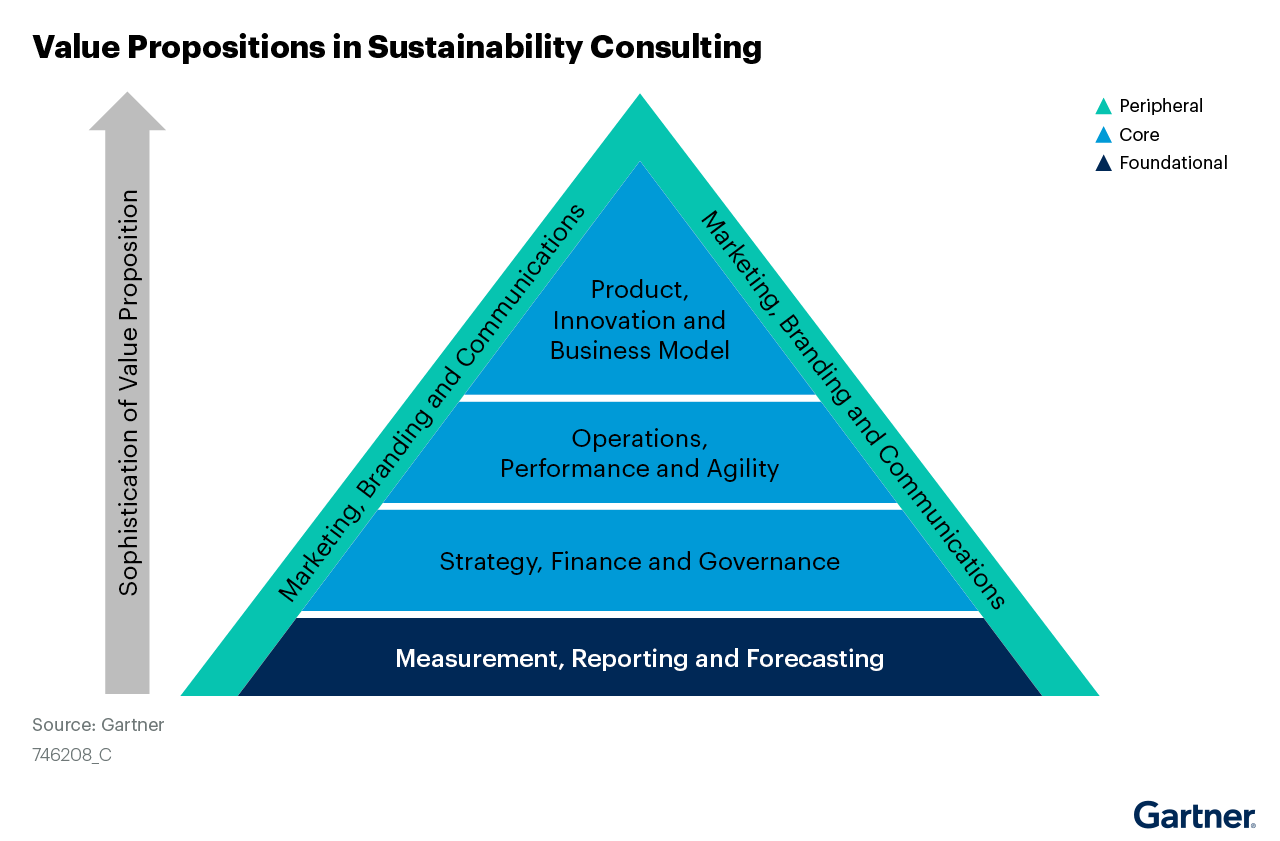 Value Propositions in Sustainability Consulting
Peripheral
Core
Foundational
Sophistication of Value Proposition
Marketing, Branding and Communications
Marketing, Branding and Communications
Product,
Innovation and
Business Model
Operations,
Performance and Agility
Strategy, Finance and Governance
Measurement, Reporting and Forecasting
Source: Gartner
746208_C
Gartner®